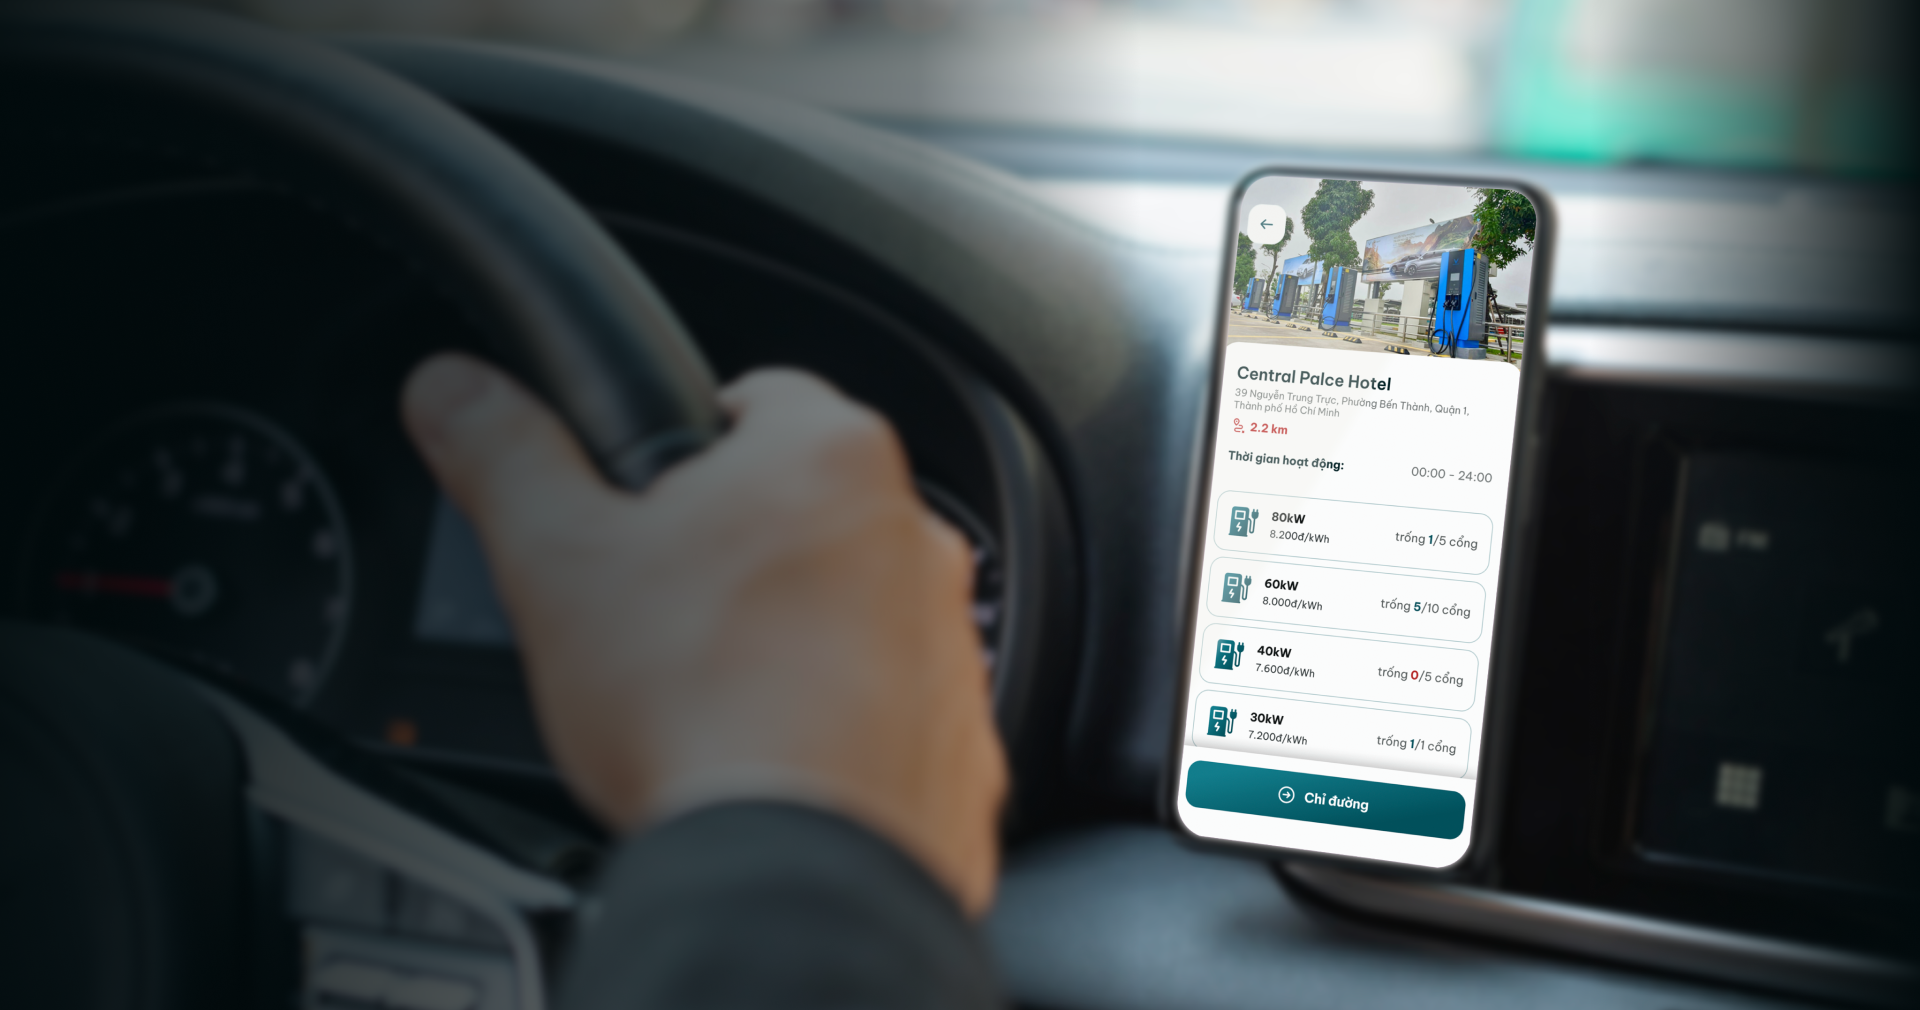 Central Palce Hotel
39 Nguyễn Trung Trực, Phường Bến Thành, Quận 1,
Thành phố Hồ Chí Minh
2.2 km
Thời gian hoạt động:
00:00 - 24:00
80kW
8.200đ/kWh
trống 1/5 cổng
60kW
8.000đ/kWh
trống 5/10 cổng
40kW
7.600đ/kWh
trống 0/5 cổng
30kW
7.200đ/kWh
trống 1/1 cổng
Chỉ đường